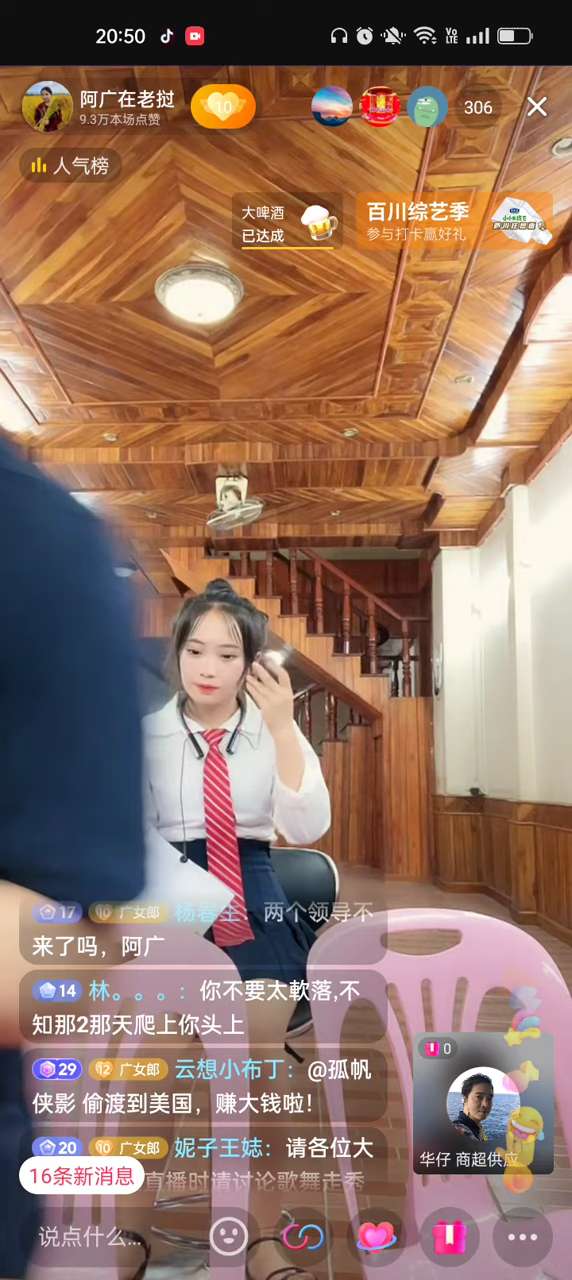 20:50
VoLTE
阿广在老挝
9.3万本场点赞
10
306
人气榜
大啤酒
已达成
百川综艺季
参与打卡赢好礼
17 10 广女郎 杨春生：两个领导不
来了吗，阿广
14 林。。。：你不要太軟落,不
知那2那天爬上你头上
29 12 广女郎 云想小布丁：@孤帆
侠影 偷渡到美国，赚大钱啦！
20 10 广女郎 妮子王娡：请各位大
直播时请讨论歌舞走秀
16条新消息
0
华仔 商超供应
说点什么...